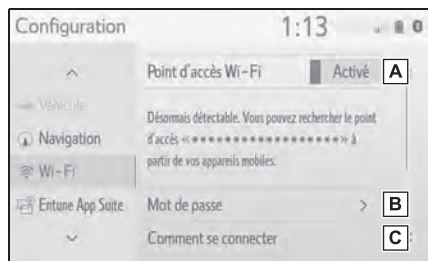 Configuration
1:13
Point d'accès Wi-Fi
Activé
A
Véhicule
Désormais détectable. Vous pouvez rechercher le point
d'accès «******************» à
partir de vos appareils mobiles.
Navigation
Wi-Fi
Entune App Suite
Mot de passe
>
B
Comment se connecter
C